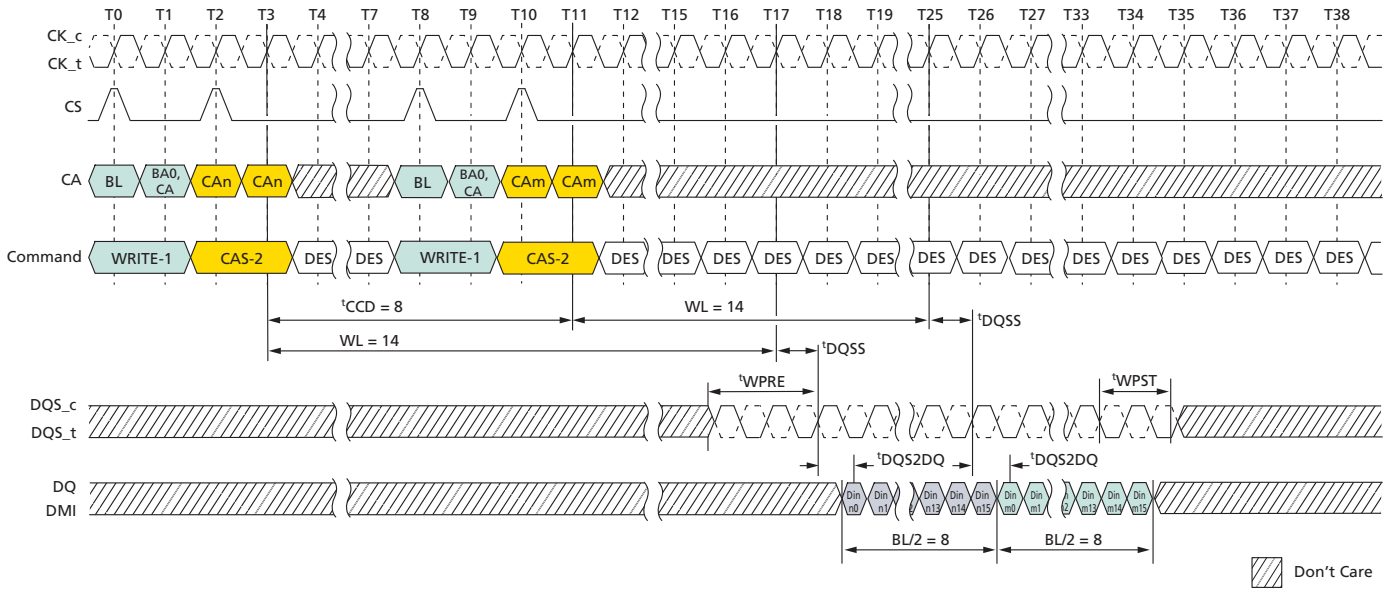 T0 T1 T2 T3 T4 T7 T8 T9 T10 T11 T12 T15 T16 T17 T18 T19 T25 T26 T27 T33 T34 T35 T36 T37 T38
CK_c
CK_t
CS
CA BL BA0, CA CAn CAn BL BA0, CA CAm CAm
Command WRITE-1 CAS-2 DES DES WRITE-1 CAS-2 DES DES DES DES DES DES DES DES DES DES DES DES DES DES DES
tCCD = 8 WL = 14 tDQSS
WL = 14 tDQSS
tWPRE tWPST
DQS_c
DQS_t
tDQS2DQ tDQS2DQ
DQ
DMI
Din n0 Din n1 Din n13 Din n14 Din n15 Din m0 Din m1 Din m13 Din m14 Din m15
BL/2 = 8 BL/2 = 8
Don't Care